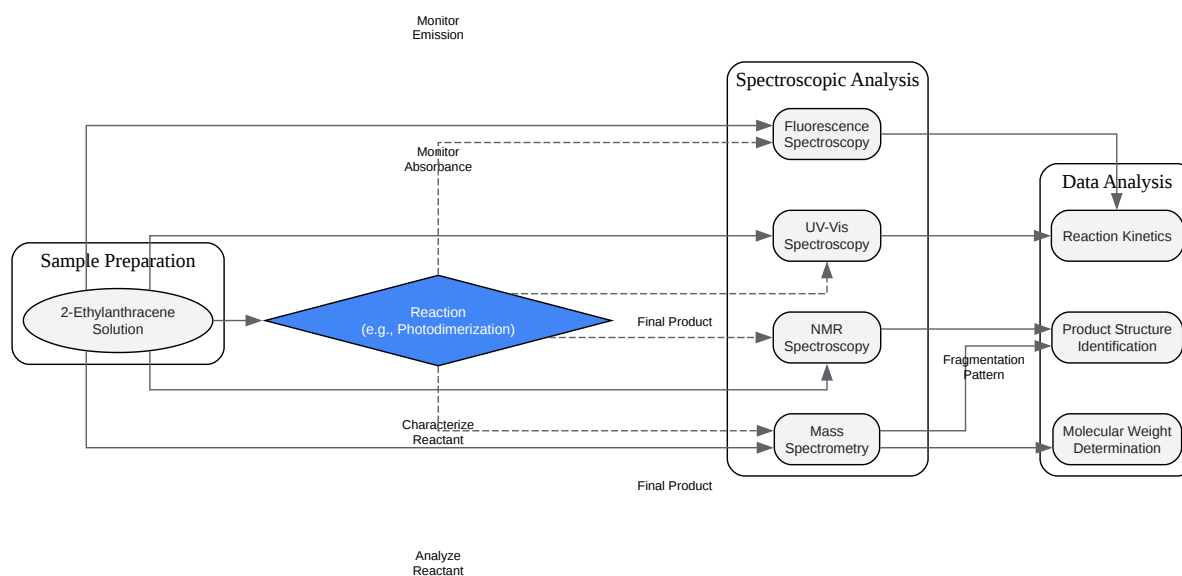 Monitor
Emission
Spectroscopic Analysis
Fluorescence
Spectroscopy
Monitor
Absorbance
Data Analysis
UV-Vis
Spectroscopy
Reaction Kinetics
Sample Preparation
2-Ethylanthracene
Solution
Reaction
(e.g., Photodimerization)
Final Product
NMR
Spectroscopy
Product Structure
Identification
Fragmentation
Pattern
Characterize
Reactant
Mass
Spectrometry
Molecular Weight
Determination
Final Product
Analyze
Reactant